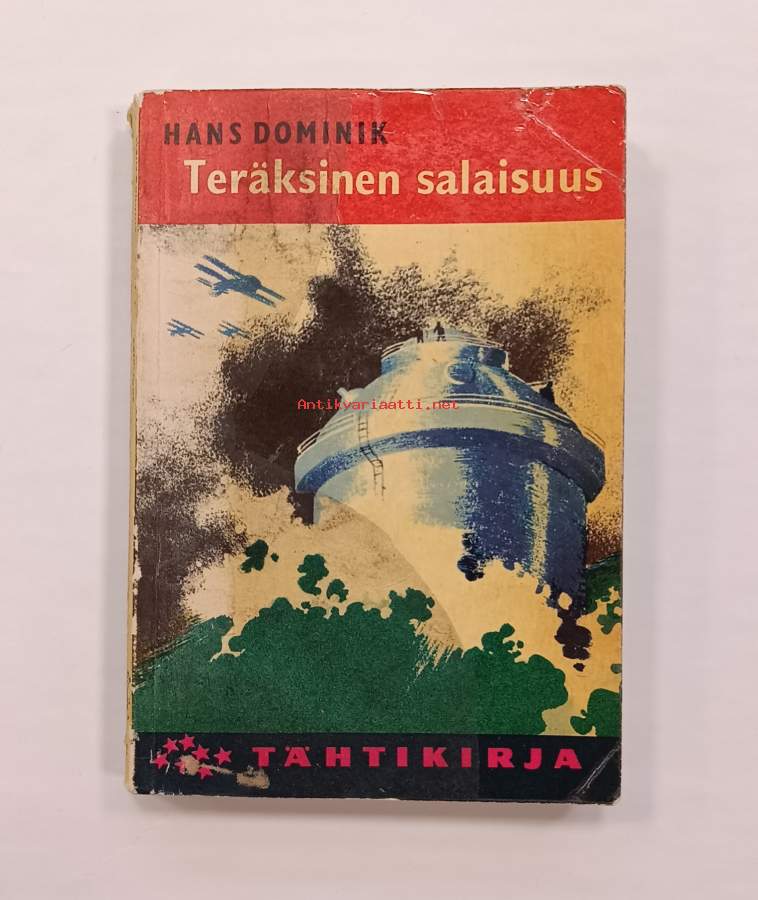 HANS DOMINIK
Teräksinen salaisuus
Antikvariaatti.net
TÄHTIKIRJA